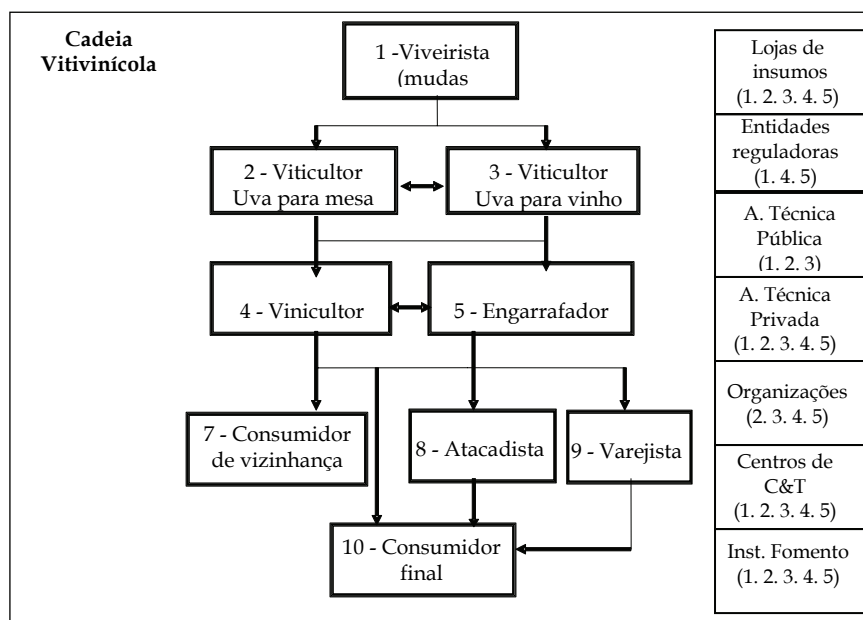 Cadeia
Vitivinícola
1 -Viveirista
(mudas
2 - Viticultor
Uva para mesa
3 - Viticultor
Uva para vinho
4 - Vinicultor
5 - Engarrafador
7 - Consumidor
de vizinhança
8 - Atacadista
9 - Varejista
10 - Consumidor
final
Lojas de
insumos
(1. 2. 3. 4. 5)
Entidades
reguladoras
(1. 4. 5)
A. Técnica
Pública
(1. 2. 3)
A. Técnica
Privada
(1. 2. 3. 4. 5)
Organizações
(2. 3. 4. 5)
Centros de
C&T
(1. 2. 3. 4. 5)
Inst. Fomento
(1. 2. 3. 4. 5)